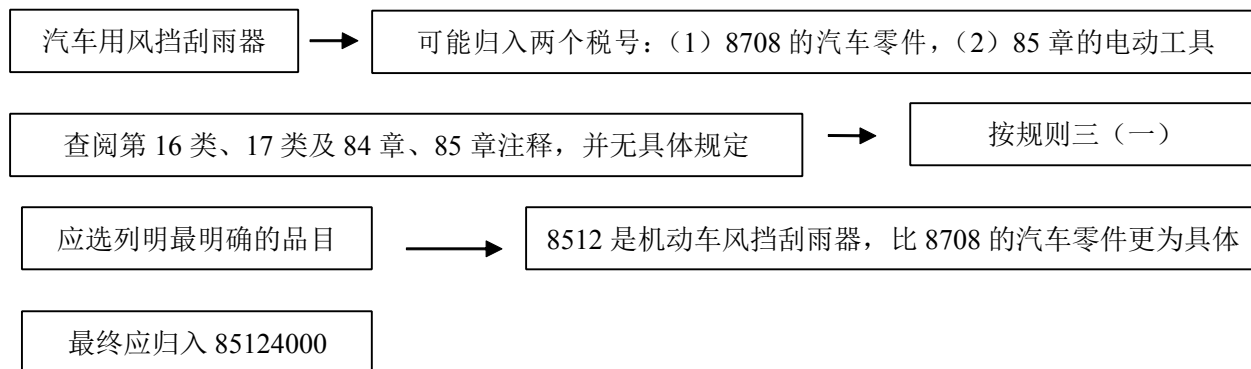 汽车用风挡刮雨器
可能归入两个税号：（1）8708 的汽车零件，（2）85 章的电动工具
查阅第 16 类、17 类及 84 章、85 章注释，并无具体规定
按规则三（一）
应选列明最明确的品目
8512 是机动车风挡刮雨器，比 8708 的汽车零件更为具体
最终应归入 85124000